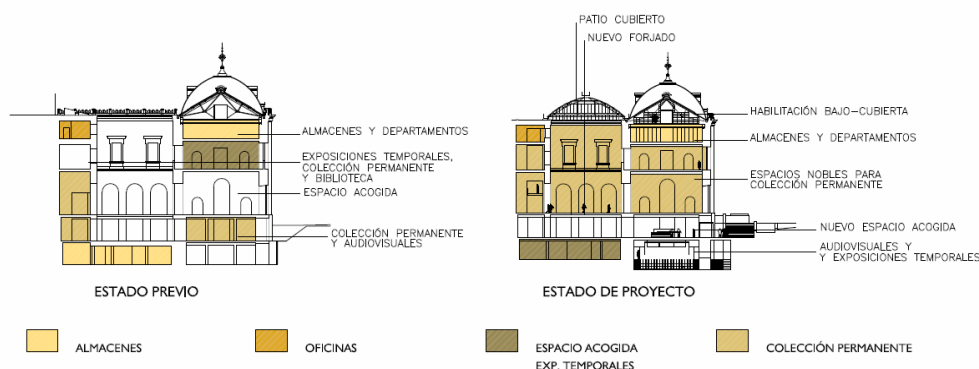 PATIO CUBIERTO
NUEVO FORJADO
ALMACENES Y DEPARTAMENTOS
EXPOSICIONES TEMPORALES,
COLECCIÓN PERMANENTE
Y BIBLIOTECA
ESPACIO ACOGIDA
COLECCIÓN PERMANENTE
Y AUDIOVISUALES
ESTADO PREVIO
HABILITACIÓN BAJO-CUBIERTA
ALMACENES Y DEPARTAMENTOS
ESPACIOS NOBLES PARA
COLECCIÓN PERMANENTE
NUEVO ESPACIO ACOGIDA
AUDIOVISUALES Y
Y EXPOSICIONES TEMPORALES
ESTADO DE PROYECTO
ALMACENES
OFICINAS
ESPACIO ACOGIDA
EXP. TEMPORALES
COLECCIÓN PERMANENTE